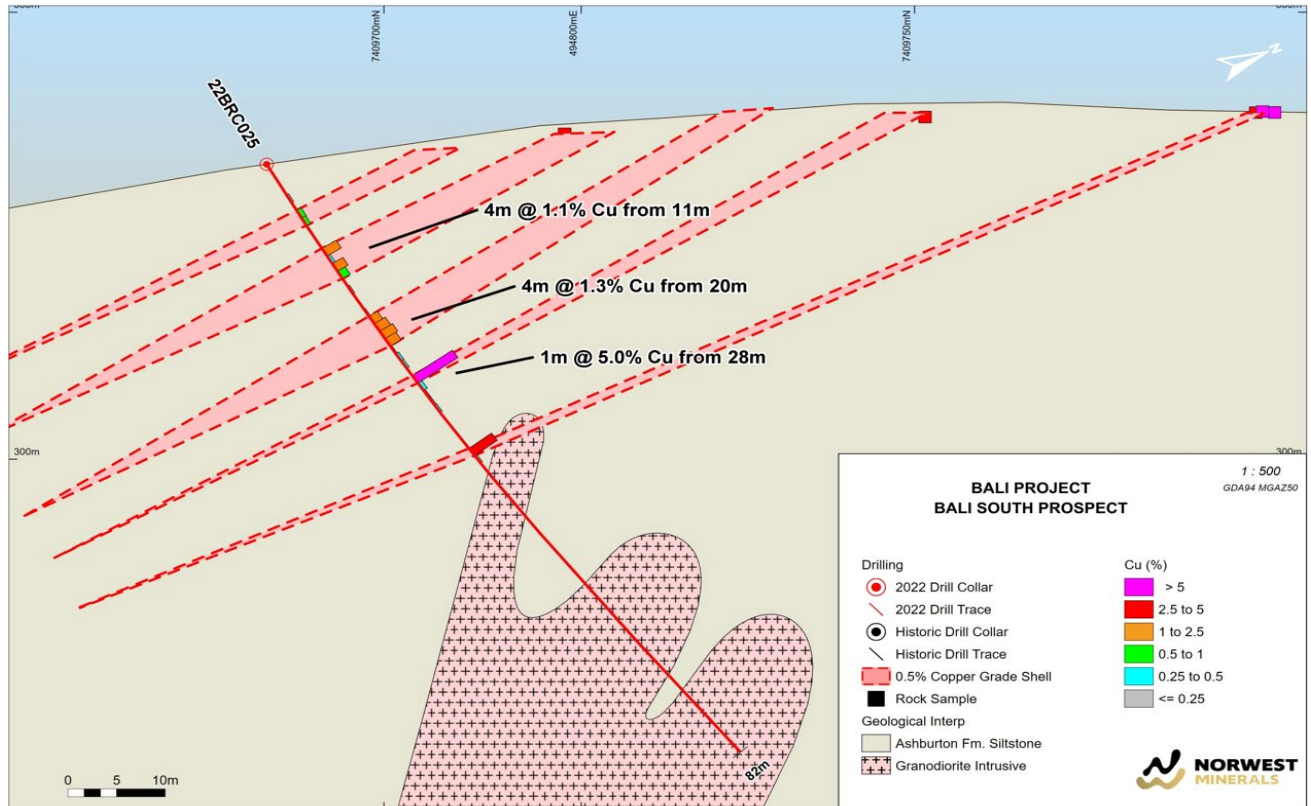 7409700mN
494800mE
7409750mN
N
22BRC025
4m @ 1.1% Cu from 11m
4m @ 1.3% Cu from 20m
1m @ 5.0% Cu from 28m
300m
300m
82m
0 5 10m
1 : 500
GDA94 MGAZ50
BALI PROJECT
BALI SOUTH PROSPECT
Drilling
2022 Drill Collar
2022 Drill Trace
Historic Drill Collar
Historic Drill Trace
0.5% Copper Grade Shell
Rock Sample
Geological Interp
Ashburton Fm. Siltstone
Granodiorite Intrusive
Cu (%)
> 5
2.5 to 5
1 to 2.5
0.5 to 1
0.25 to 0.5
<= 0.25
NORWEST
MINERALS